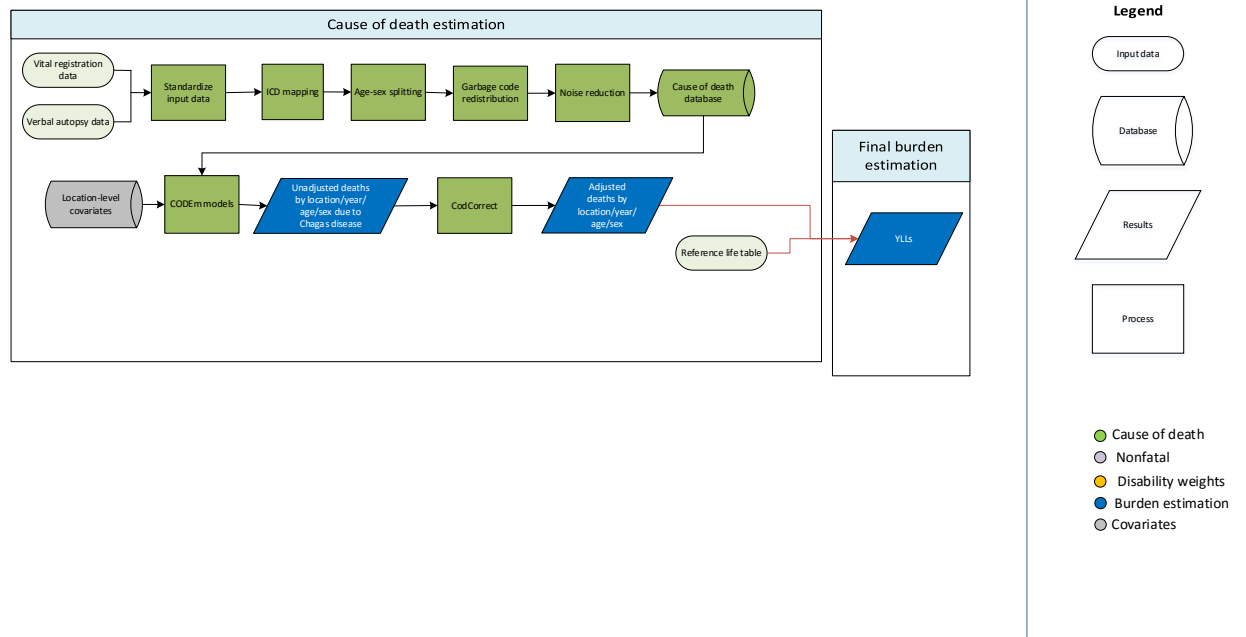 Cause of death estimation
Vital registration
data
Verbal autopsy data
Standardize
input data
ICD mapping
Age-sex splitting
Garbage code
redistribution
Noise reduction
Cause of death
database
Location-level
covariates
CODEm models
Unadjusted deaths
by location/year/
age/sex due to
Chagas disease
CodCorrect
Adjusted
deaths by
location/year/
age/sex
Reference life table
Final burden
estimation
YLLs
Legend
Input data
Database
Results
Process
Cause of death
Nonfatal
Disability weights
Burden estimation
Covariates